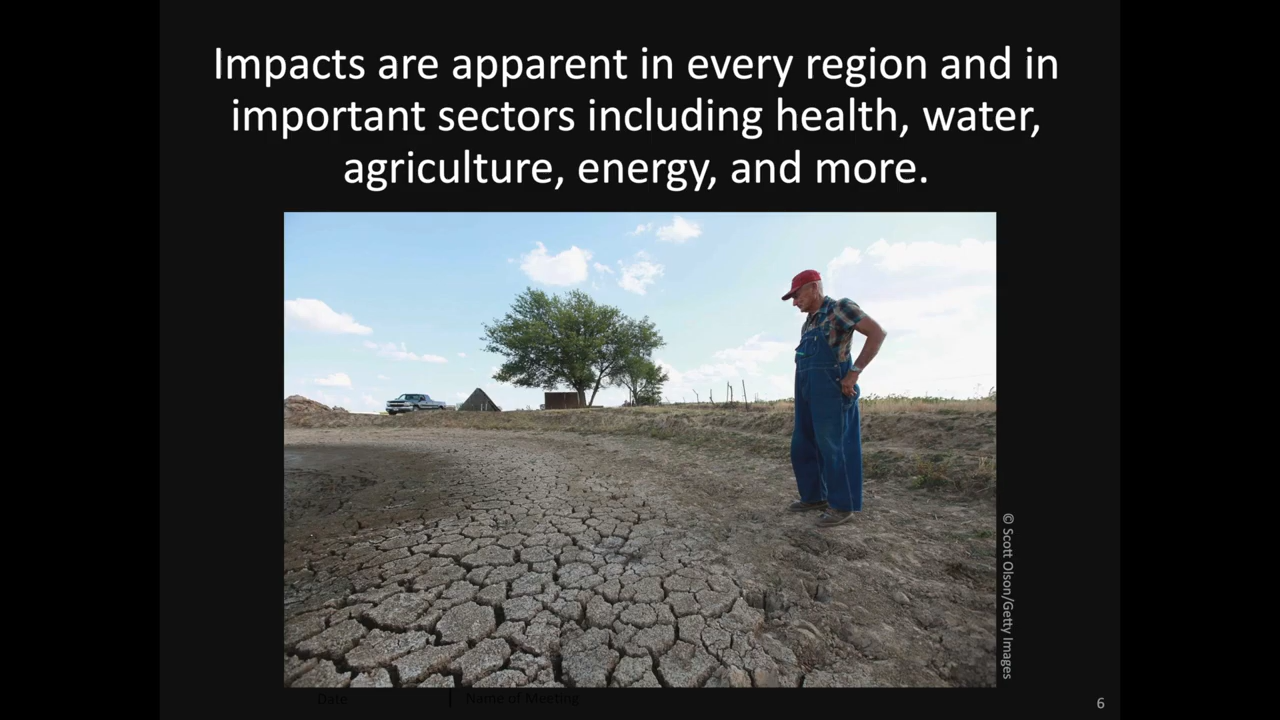 Impacts are apparent in every region and in
important sectors including health, water,
agriculture, energy, and more.
© Scott Olson/Getty Images
Date
Name of Meeting
6